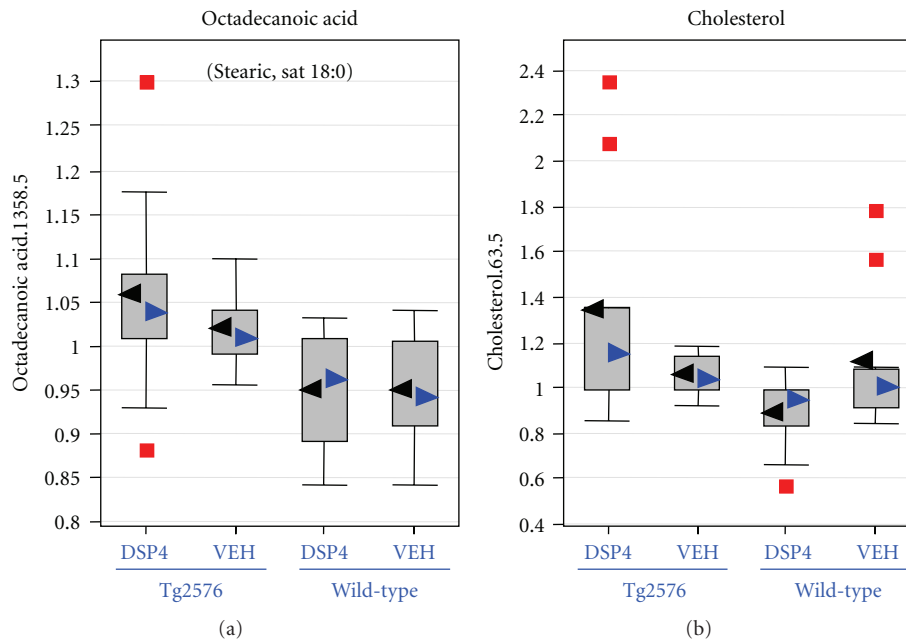 Octadecanoic acid
(Stearic, sat 18:0)
Octadecanoic acid.1358.5
1.3
1.25
1.2
1.15
1.1
1.05
1
0.95
0.9
0.85
0.8
DSP4 VEH DSP4 VEH
Tg2576 Wild-type
(a)
Cholesterol
Cholesterol.63.5
2.4
2.2
2
1.8
1.6
1.4
1.2
1
0.8
0.6
0.4
DSP4 VEH DSP4 VEH
Tg2576 Wild-type
(b)